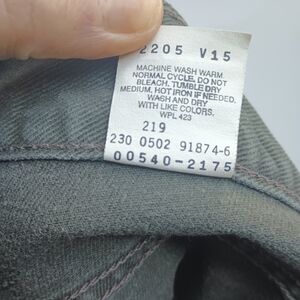 2205 V15
MACHINE WASH WARM
NORMAL CYCLE. DO NOT
BLEACH. TUMBLE DRY
MEDIUM. HOT IRON IF NEEDED.
WASH AND DRY
WITH LIKE COLORS.
WPL 423
219
230 0502 91874-6
00540-2175